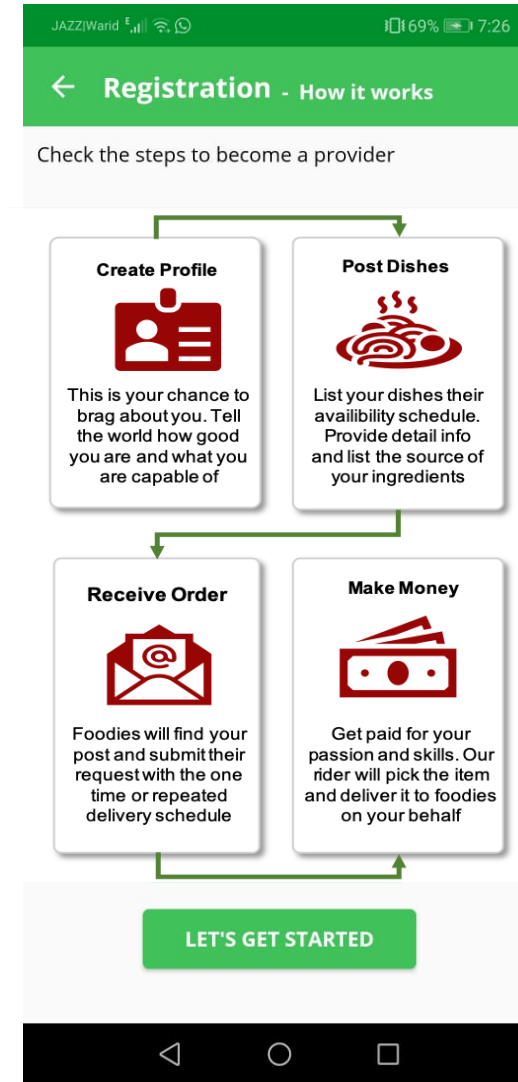 JAZZ|Warid E 69% 7:26
Registration - How it works
Check the steps to become a provider
Create Profile
This is your chance to
brag about you. Tell
the world how good
you are and what you
are capable of
Post Dishes
List your dishes their
availibility schedule.
Provide detail info
and list the source of
your ingredients
Receive Order
@
Foodies will find your
post and submit their
request with the one
time or repeated
delivery schedule
Make Money
Get paid for your
passion and skills. Our
rider will pick the item
and deliver it to foodies
on your behalf
LET'S GET STARTED